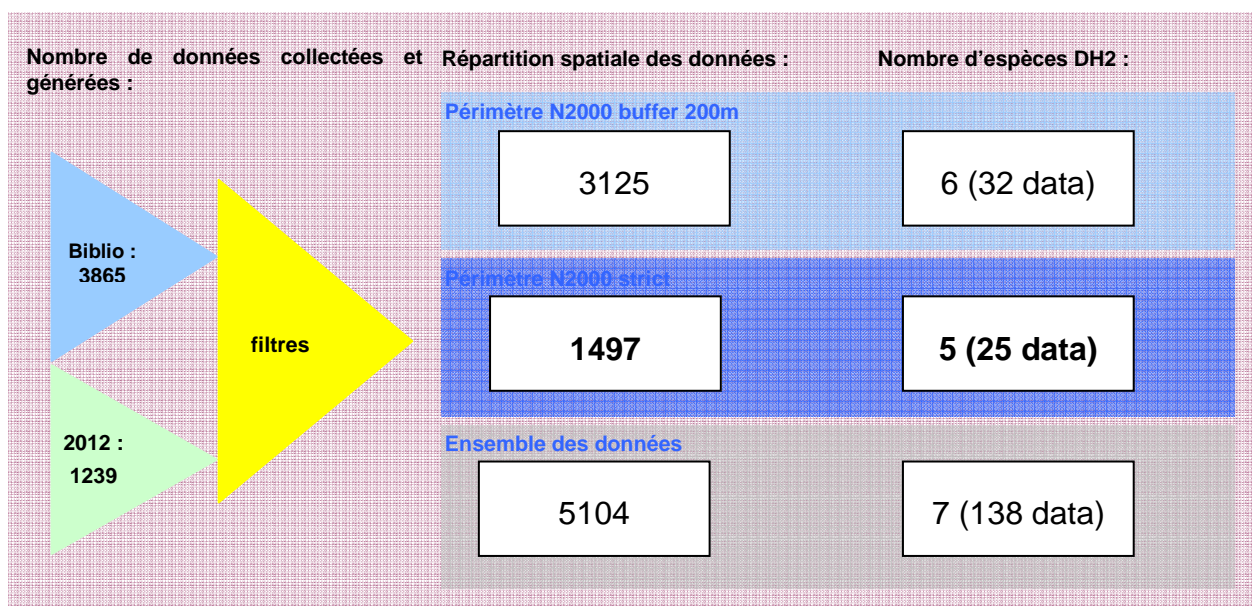 Nombre de données collectées et
générées :
Répartition spatiale des données :
Nombre d'espèces DH2 :
Périmètre N2000 buffer 200m
3125
6 (32 data)
Biblio :
3865
Périmètre N2000 strict
filtres
1497
5 (25 data)
2012 :
1239
Ensemble des données
5104
7 (138 data)